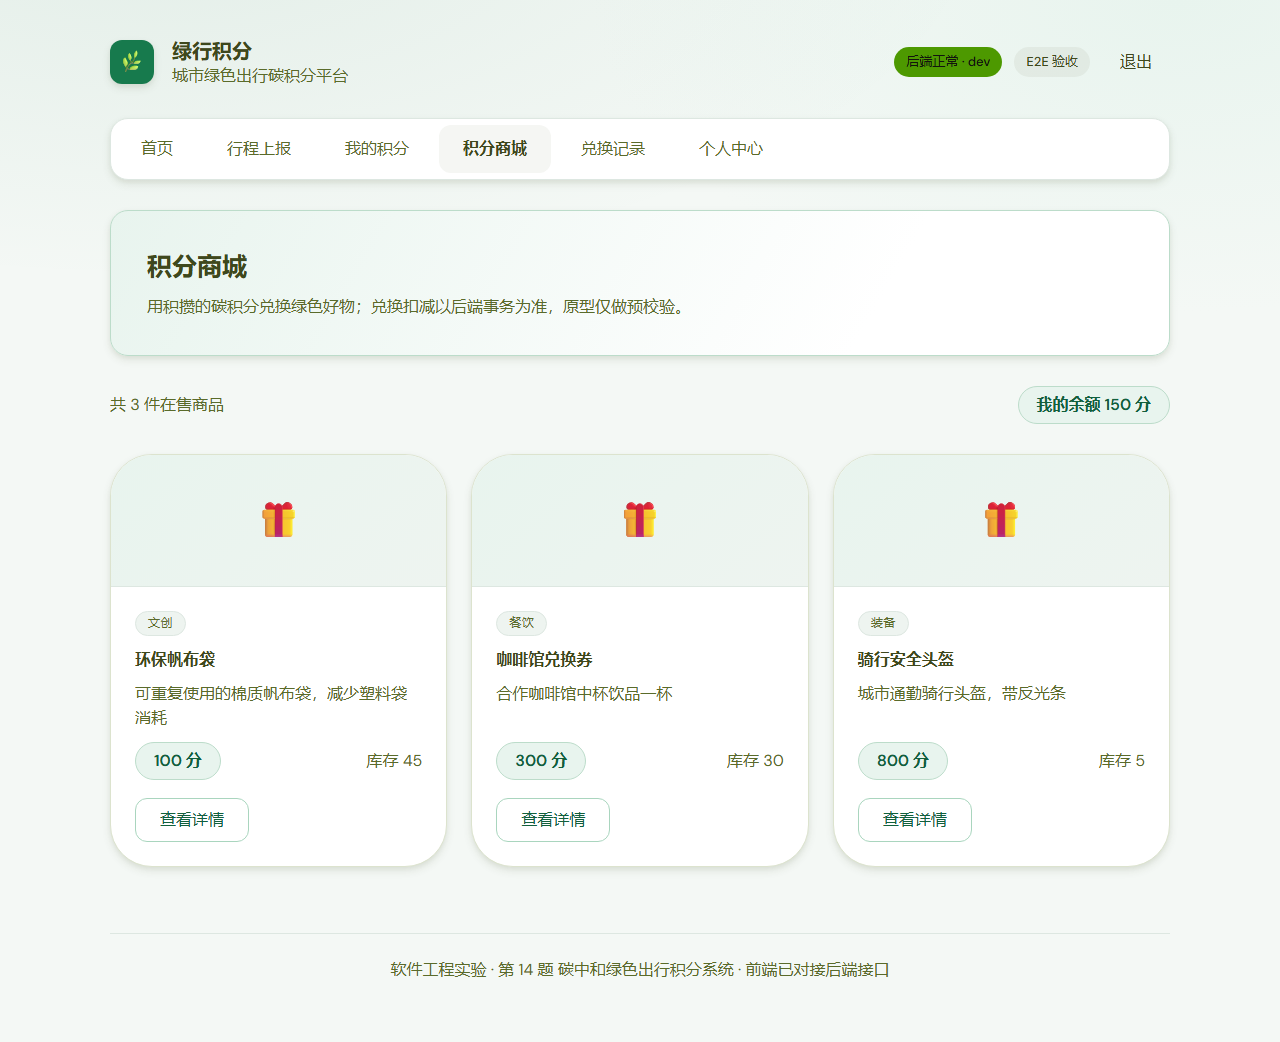 绿行积分
城市绿色出行碳积分平台
后端正常 · dev
E2E 验收
退出
首页
行程上报
我的积分
积分商城
兑换记录
个人中心
积分商城
用积攒的碳积分兑换绿色好物；兑换扣减以后端事务为准，原型仅做预校验。
共 3 件在售商品
我的余额 150 分
文创
环保帆布袋
可重复使用的棉质帆布袋，减少塑料袋
消耗
100 分
库存 45
查看详情
餐饮
咖啡馆兑换券
合作咖啡馆中杯饮品一杯
300 分
库存 30
查看详情
装备
骑行安全头盔
城市通勤骑行头盔，带反光条
800 分
库存 5
查看详情
软件工程实验 · 第 14 题 碳中和绿色出行积分系统 · 前端已对接后端接口